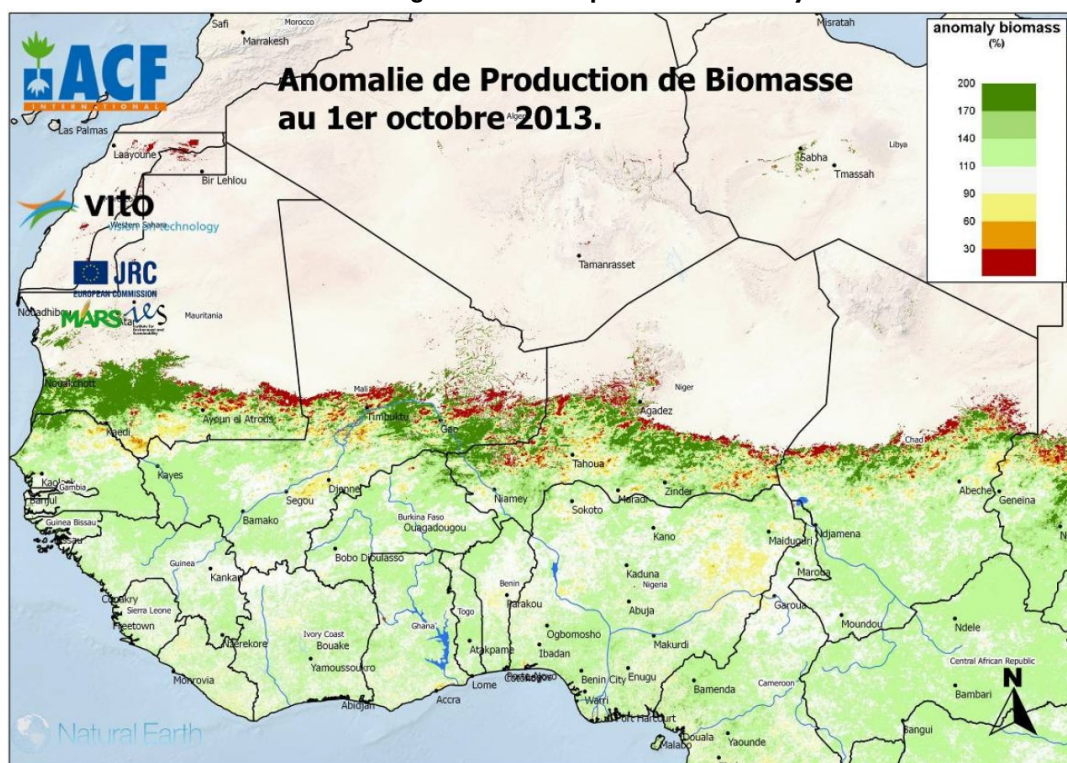 Safi
Morocco
Marrakesh
Misratah
anomaly biomass
(%)
200
170
140
110
90
60
30
ACF
INTERNATIONAL
Anomalie de Production de Biomasse
au 1er octobre 2013.
Las Palmas
Laayoune
Bir Lehlou
Sabha
Libya
Tmassah
vito
vision on technology
Western Sahara
JRC
EUROPEAN COMMISSION
MARS
ies
Tamanrasset
Mauritania
Nouakchott
Mali
Niger
Timbuktu
Ayoun el Atrous
Gao
Agadez
Kaedi
Chad
Tahoua
Kayes
Kaolack
Gambia
Banjul
Segou
Djenne
Niamey
Maradi
Zinder
Abeche
Geneina
Sokoto
Guinea Bissau
Bamako
Burkina Faso
Ouagadougou
Kano
Maiduguri
Ndjamena
Bobo Dioulasso
Guinea
Kankan
Benin
Kaduna
Nigeria
Maroua
Parakou
Garoua
Sierra Leone
Freetown
Ghana
Togo
Abuja
Moundou
Ndele
Nzerekore
Ivory Coast
Bouake
Ogbomosho
Makurdi
Yamoussoukro
Atakpame
Ibadan
Central African Republic
Monrovia
Lome
Benin City
Enugu
Cameroon
Bamenda
Bambari
N
Abidjan
Accra
Warri
Port Harcourt
Douala
Bangui
Malabo
Yaounde
Natural Earth